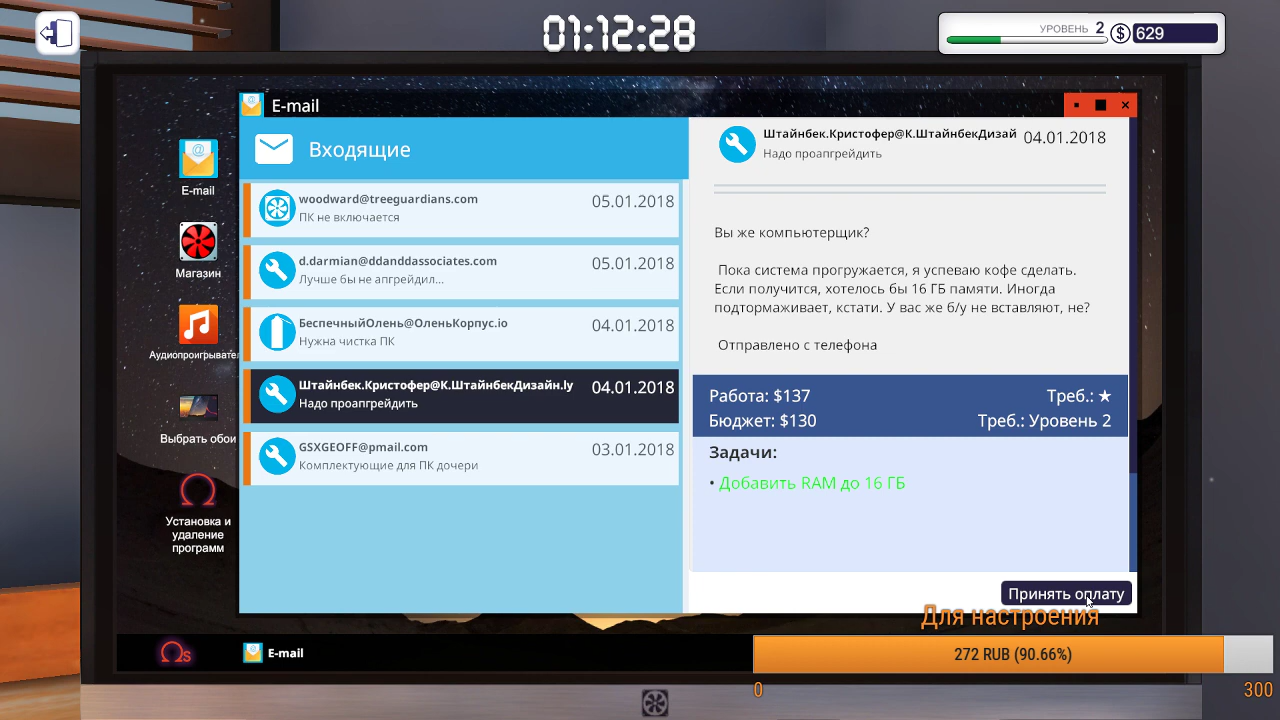 01:12:28
УРОВЕНЬ 2
$ 629
E-mail
Входящие
woodward@treeguardians.com
05.01.2018
ПК не включается
d.darmian@ddanddassociates.com
05.01.2018
Лучше бы не апгрейдил...
БеспечныйОлень@ОленьКорпус.io
04.01.2018
Нужна чистка ПК
Штайнбек.Кристофер@К.ШтайнбекДизайн.ly
04.01.2018
Надо проапгрейдить
GSXGEOFF@pmail.com
03.01.2018
Комплектующие для ПК дочери
E-mail
Магазин
Аудиопроигрывател
Выбрать обои
Установка и
удаление
программ
Штайнбек.Кристофер@К.ШтайнбекДизай
04.01.2018
Надо проапгрейдить
Вы же компьютерщик?
Пока система прогружается, я успеваю кофе сделать.
Если получится, хотелось бы 16 ГБ памяти. Иногда
подтормаживает, кстати. У вас же б/у не вставляют, не?
Отправлено с телефона
Работа: $137
Треб.: ★
Бюджет: $130
Треб.: Уровень 2
Задачи:
• Добавить RAM до 16 ГБ
Принять оплату
Для настроения
272 RUB (90.66%)
0
300
Ωs
E-mail